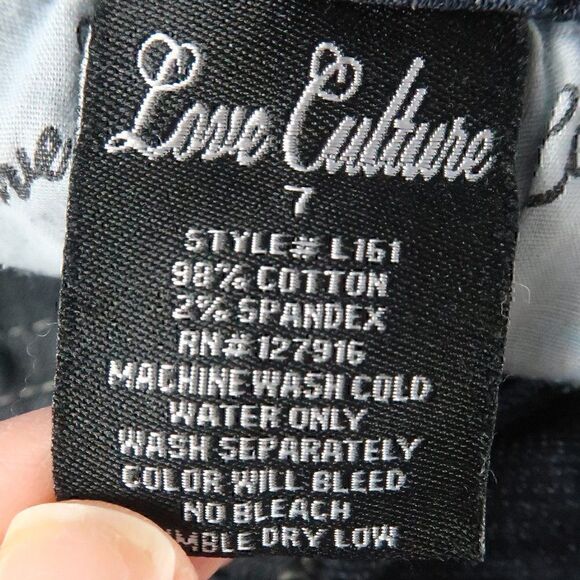 Love Culture
7
STYLE# L161
98% COTTON
2% SPANDEX
RN#127916
MACHINE WASH COLD
WATER ONLY
WASH SEPARATELY
COLOR WILL BLEED
NO BLEACH
UMBLE DRY LOW